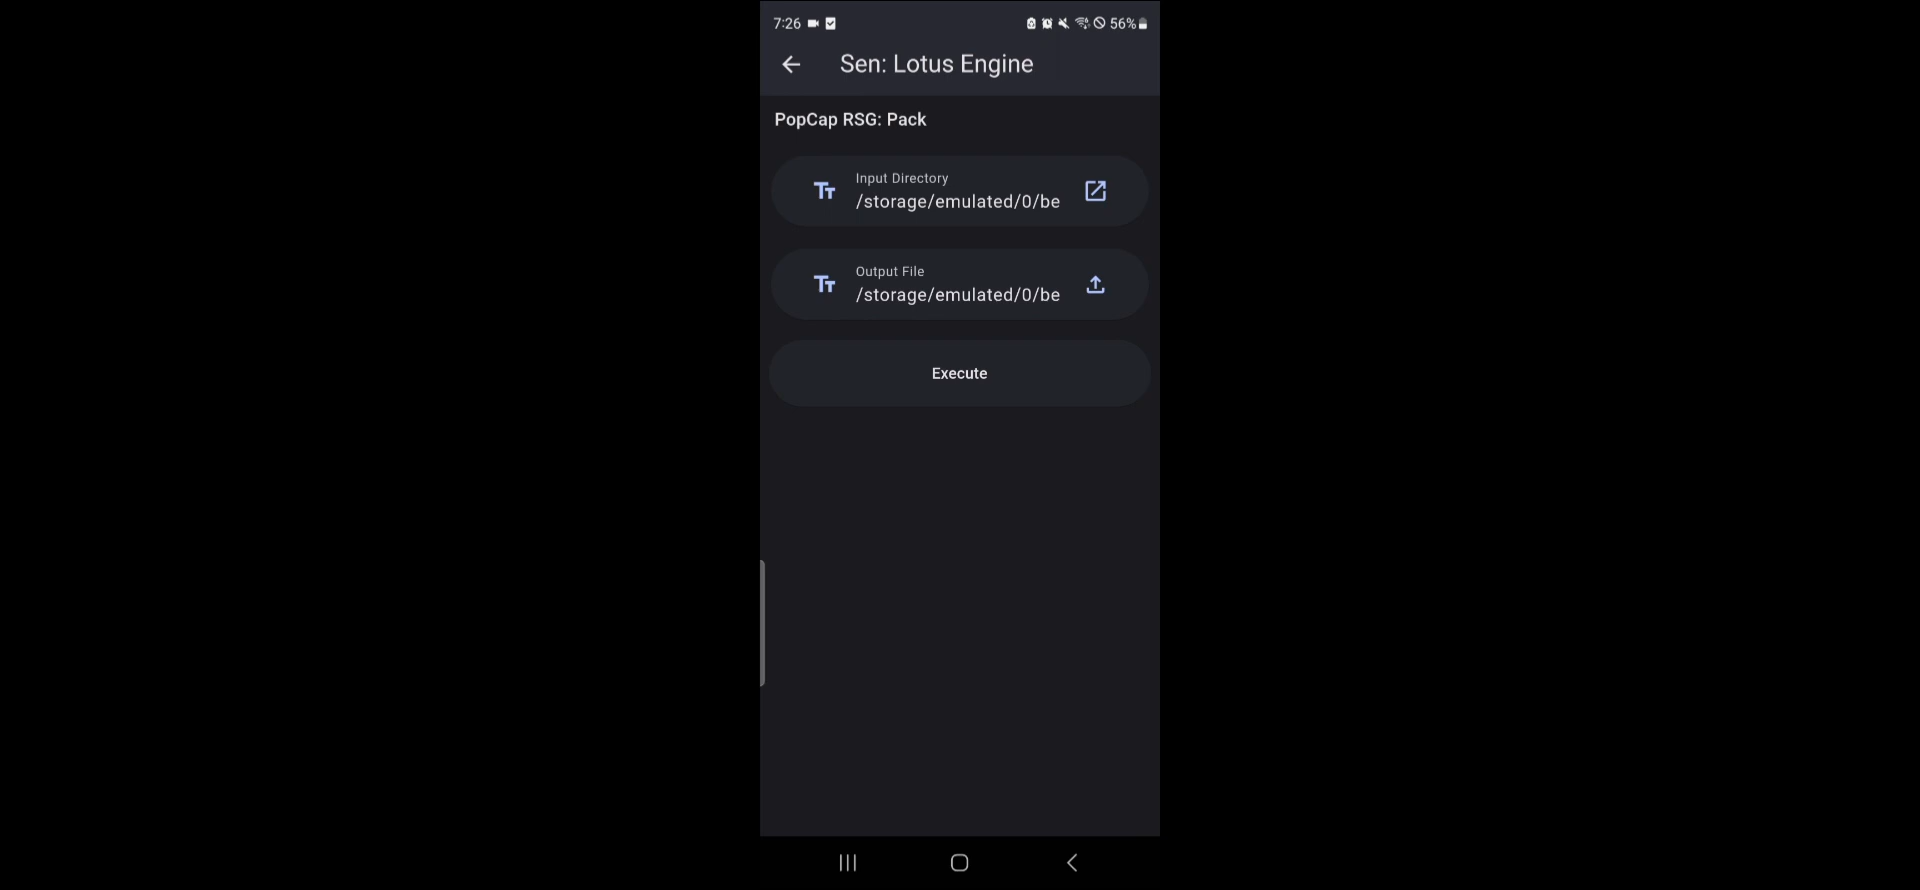 7:26 56%
Sen: Lotus Engine
PopCap RSG: Pack
Input Directory
/storage/emulated/0/be
Output File
/storage/emulated/0/be
Execute